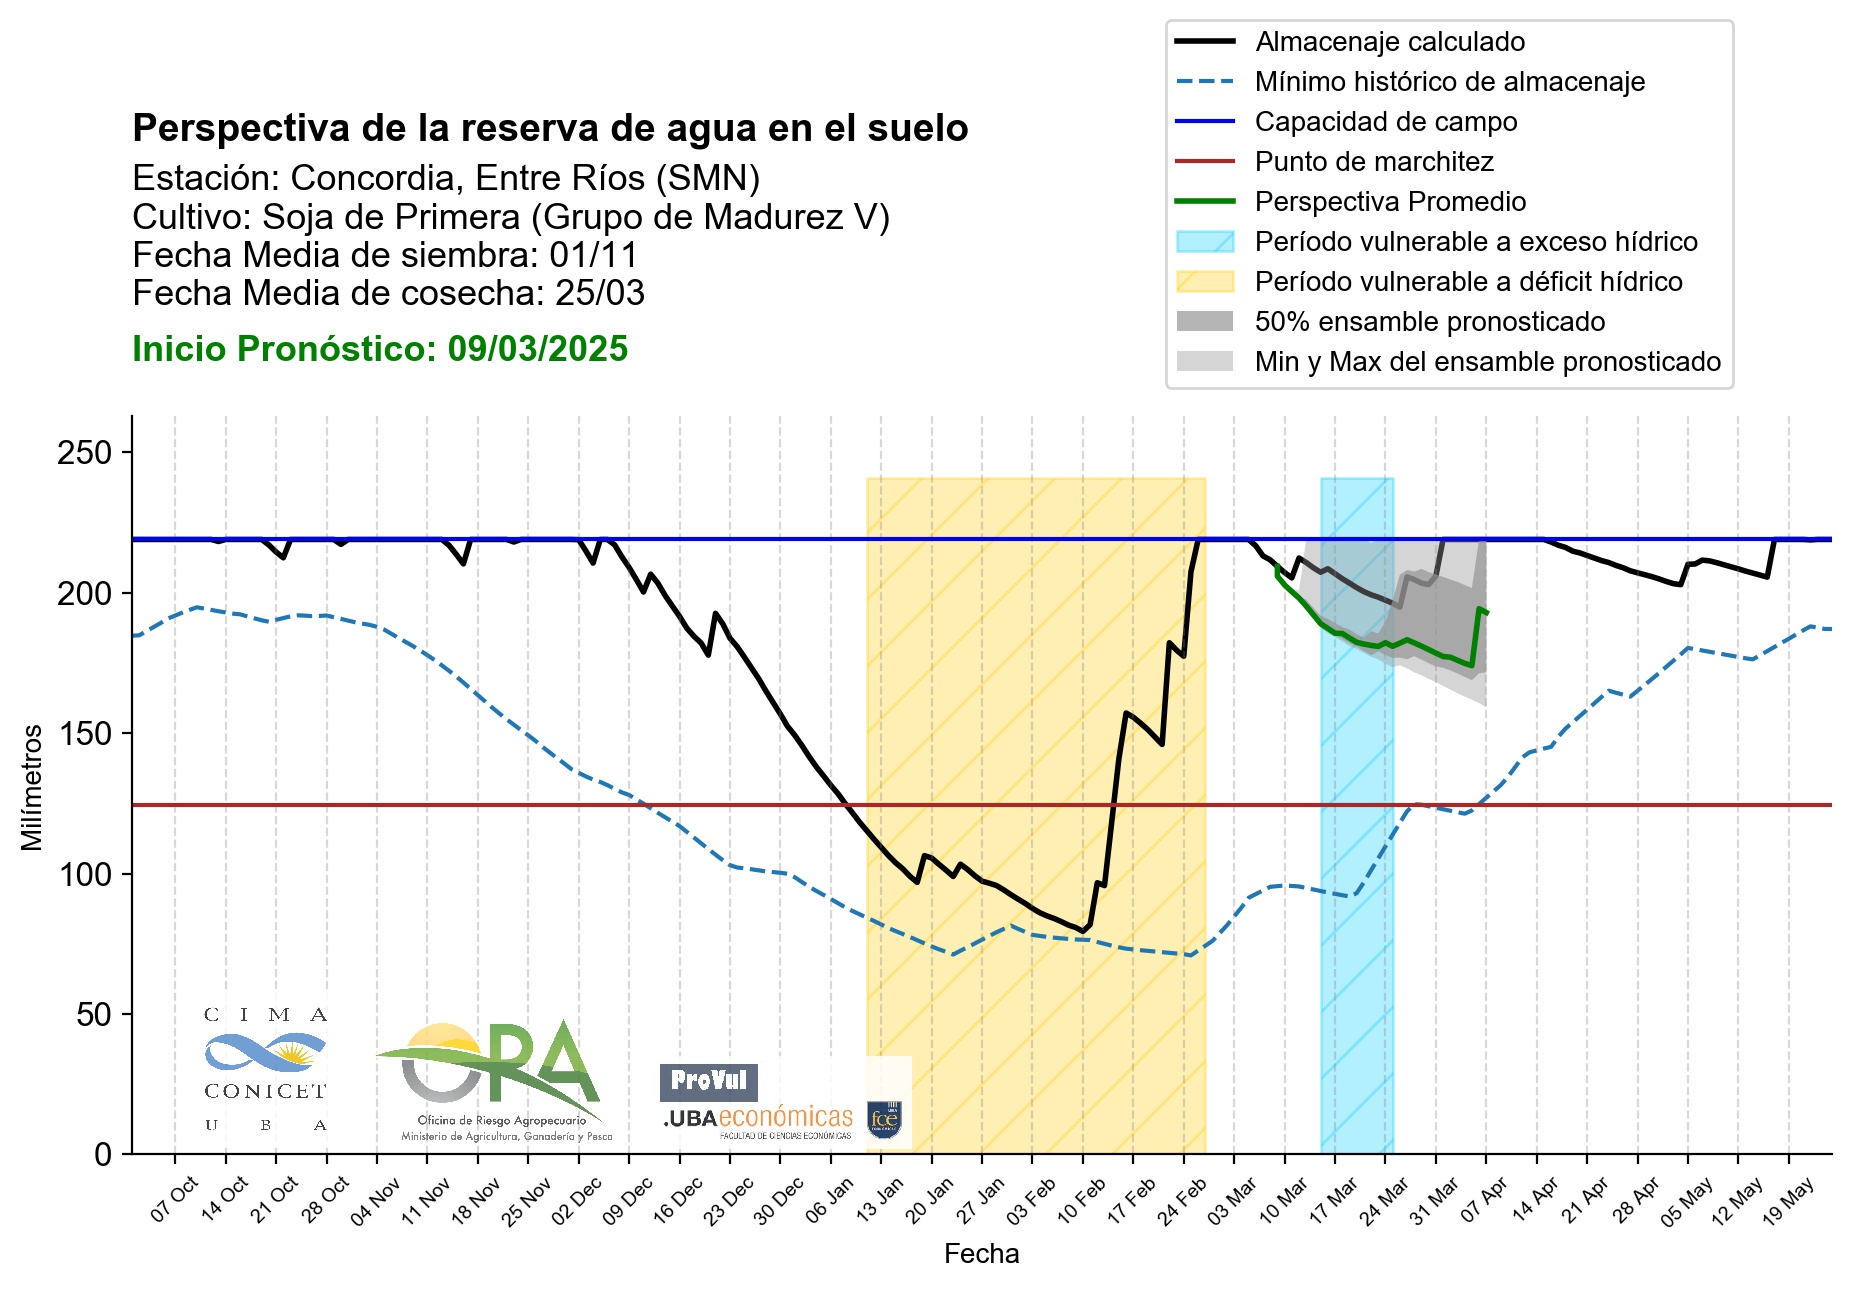 Almacenaje calculado
Mínimo histórico de almacenaje
Capacidad de campo
Punto de marchitez
Perspectiva Promedio
Período vulnerable a exceso hídrico
Período vulnerable a déficit hídrico
50% ensamble pronosticado
Min y Max del ensamble pronosticado
Perspectiva de la reserva de agua en el suelo
Estación: Concordia, Entre Ríos (SMN)
Cultivo: Soja de Primera (Grupo de Madurez V)
Fecha Media de siembra: 01/11
Fecha Media de cosecha: 25/03
Inicio Pronóstico: 09/03/2025
250
200
150
100
50
0
Milímetros
CIMA
CONICET
UBA
ORA
Oficina de Riesgo Agropecuario
Ministerio de Agricultura, Ganadería y Pesca
ProVul
.UBAeconómicas
FACULTAD DE CIENCIAS ECONÓMICAS
UBA
fce
07 Oct
14 Oct
21 Oct
28 Oct
04 Nov
11 Nov
18 Nov
25 Nov
02 Dec
09 Dec
16 Dec
23 Dec
30 Dec
06 Jan
13 Jan
20 Jan
27 Jan
03 Feb
10 Feb
17 Feb
24 Feb
03 Mar
10 Mar
17 Mar
24 Mar
31 Mar
07 Apr
14 Apr
21 Apr
28 Apr
05 May
12 May
19 May
Fecha